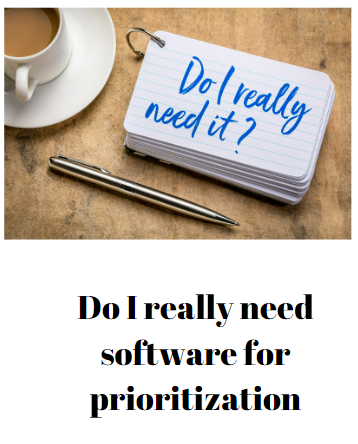 Do I really
need it?
Do I really need
software for
prioritization